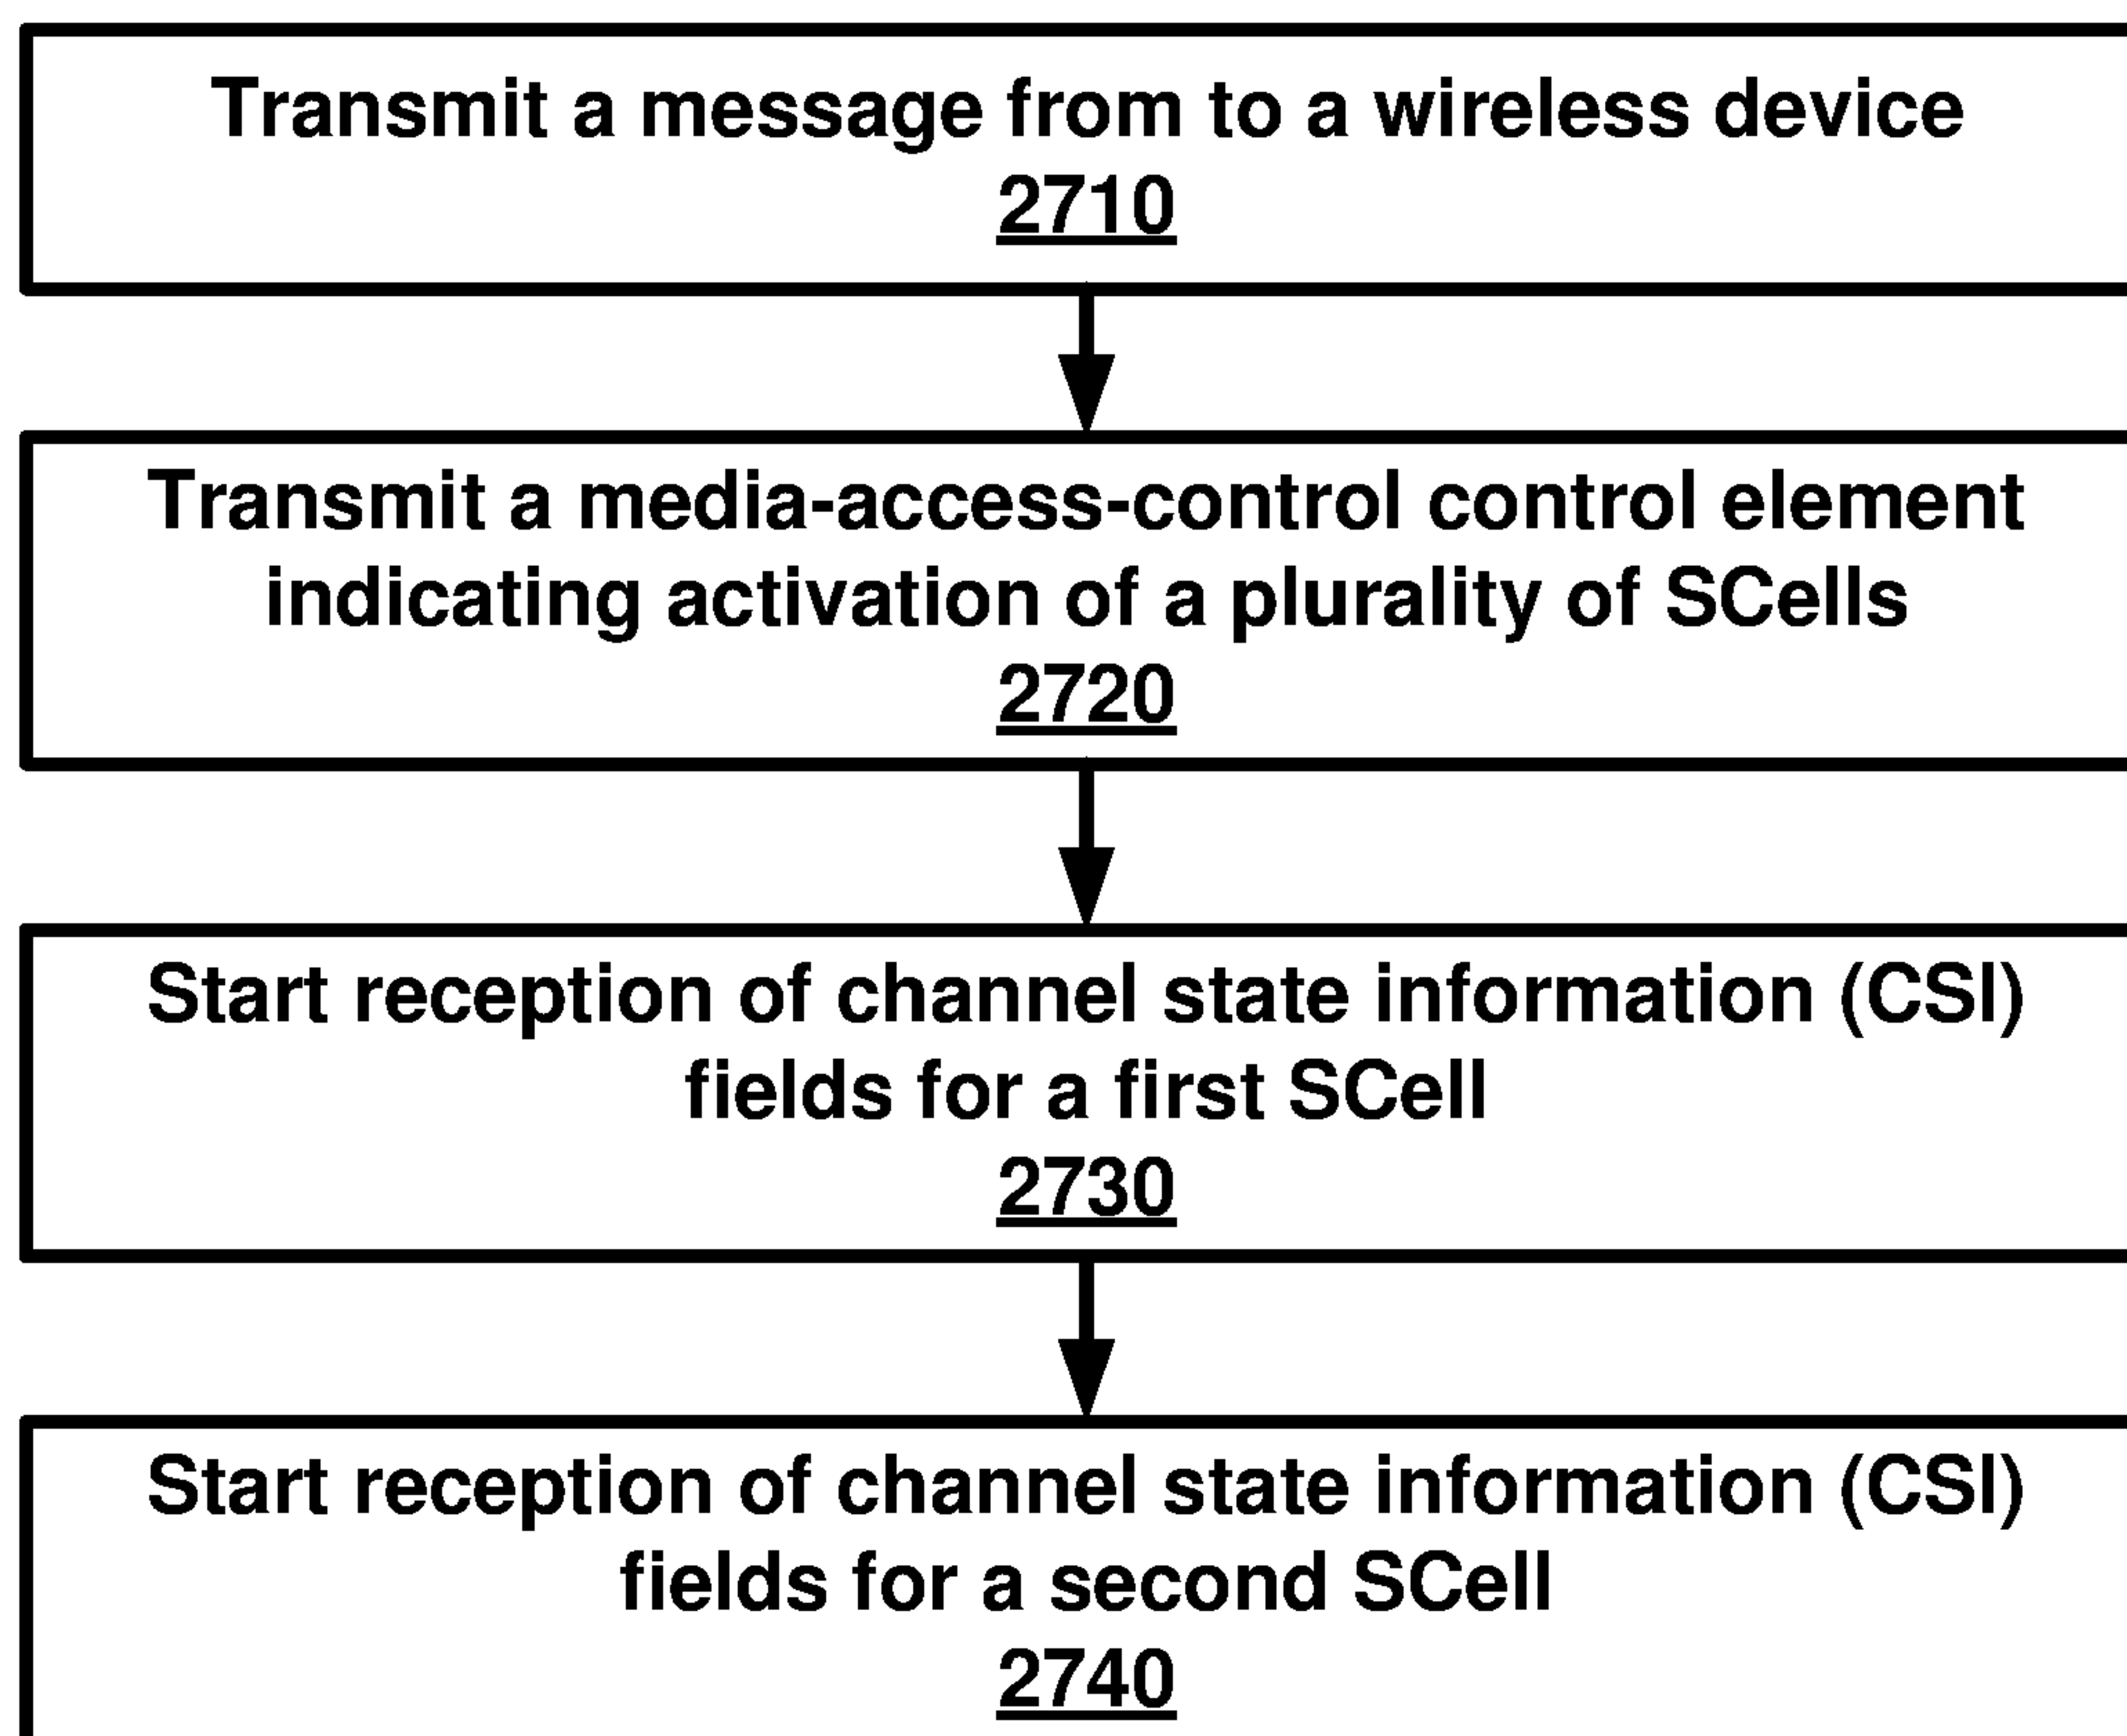 Transmit a message from to a wireless device
2710
Transmit a media-access-control control element
indicating activation of a plurality of SCells
2720
Start reception of channel state information (CSI)
fields for a first SCell
2730
Start reception of channel state information (CSI)
fields for a second SCell
2740